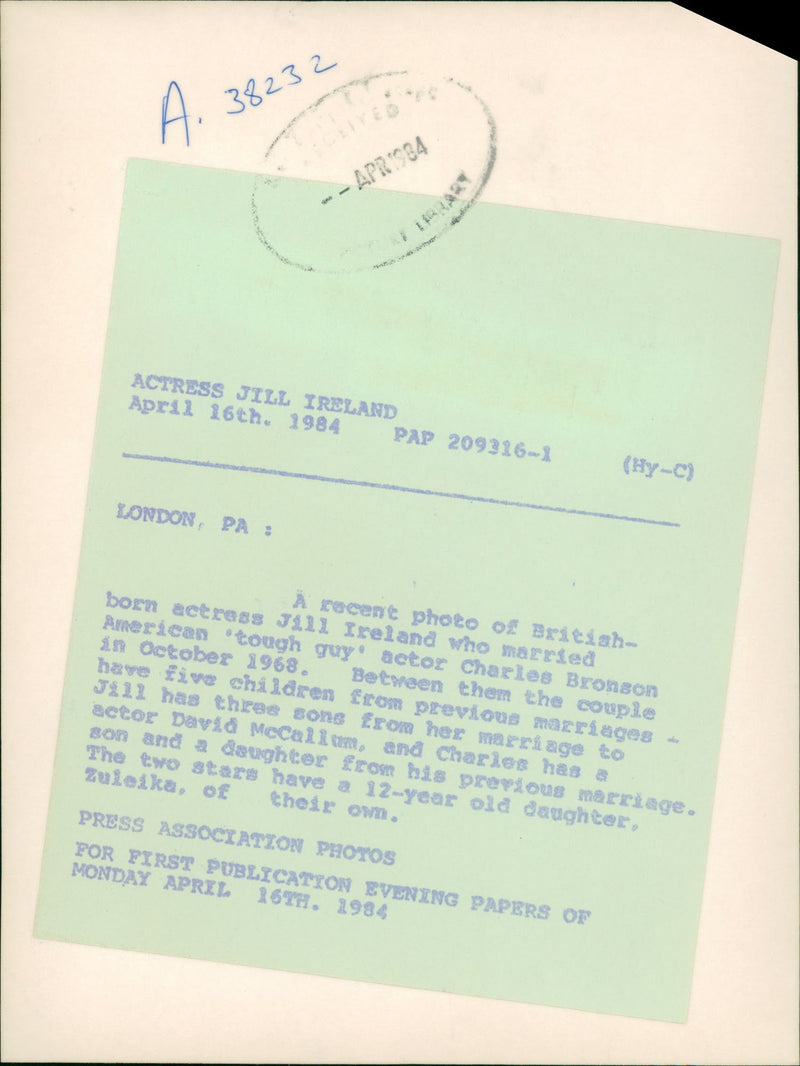 A. 38232
RECEIVED
-- APR 1984
LIBRARY
ACTRESS JILL IRELAND
April 16th. 1984 PAP 209316-1 (Hy-C)
LONDON, PA :
A recent photo of British-
born actress Jill Ireland who married
American 'tough guy' actor Charles Bronson
in October 1968. Between them the couple
have five children from previous marriages -
Jill has three sons from her marriage to
actor David McCallum, and Charles has a
son and a daughter from his previous marriage.
The two stars have a 12-year old daughter,
Zuleika, of their own.
PRESS ASSOCIATION PHOTOS
FOR FIRST PUBLICATION EVENING PAPERS OF
MONDAY APRIL 16TH. 1984